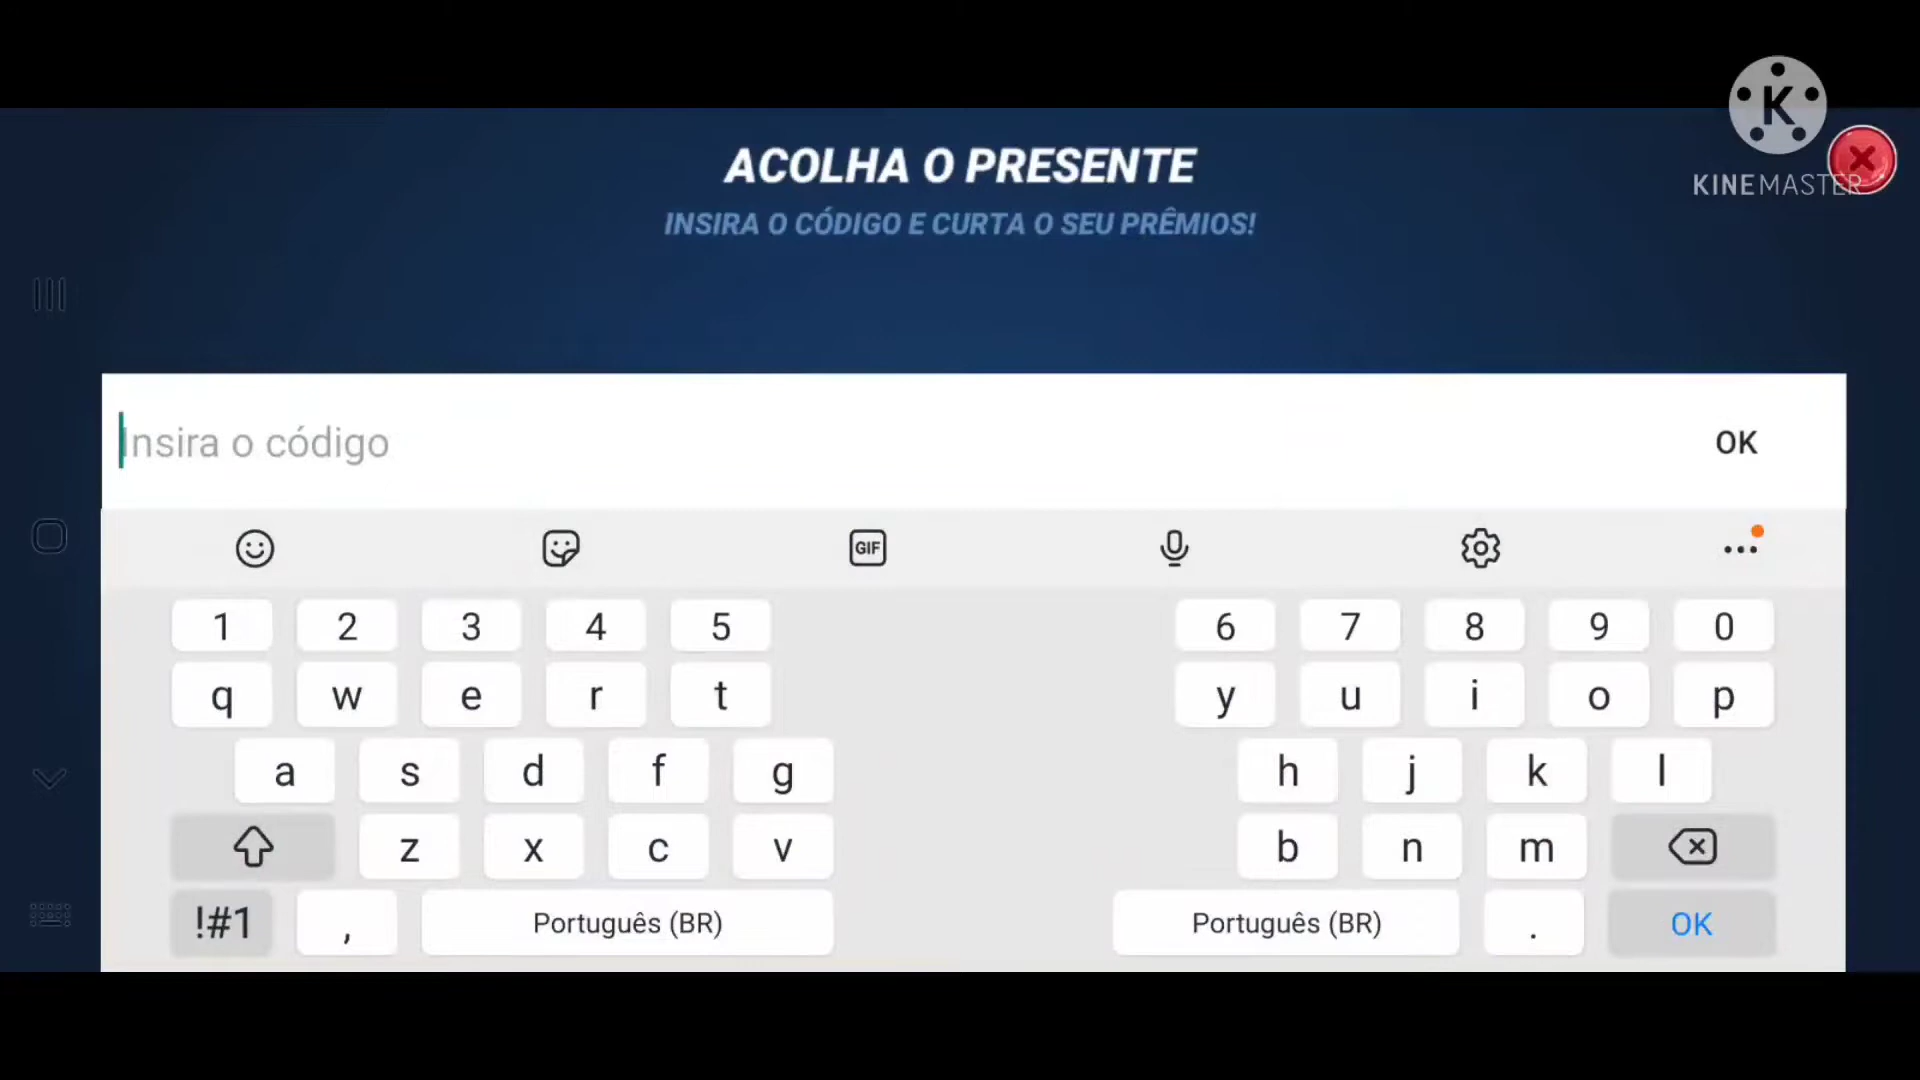 K
KINEMASTER
ACOLHA O PRESENTE
INSIRA O CÓDIGO E CURTA O SEU PRÊMIOS!
Insira o código
OK
GIF
1 2 3 4 5 6 7 8 9 0
q w e r t y u i o p
a s d f g h j k l
z x c v b n m
!#1 , Português (BR) Português (BR) . OK